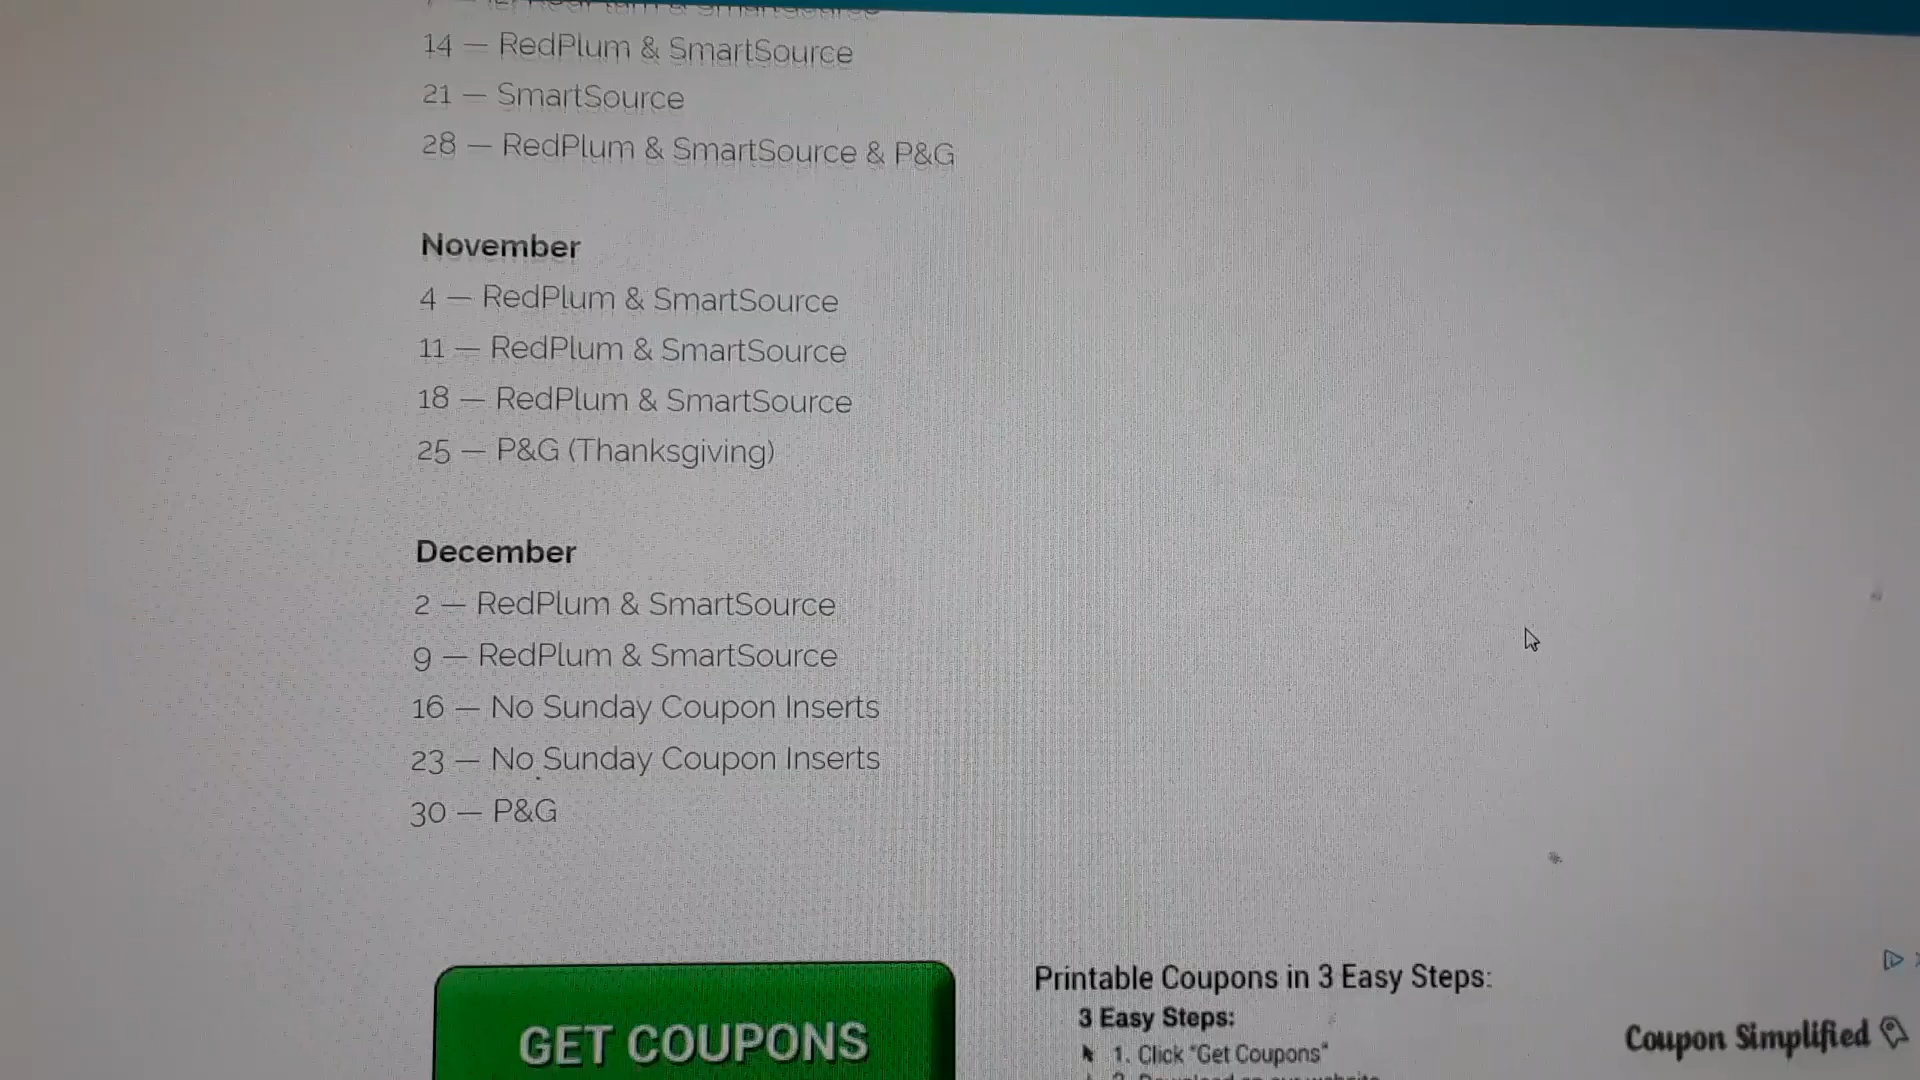 14 — RedPlum & SmartSource
21 — SmartSource
28 — RedPlum & SmartSource & P&G
November
4 — RedPlum & SmartSource
11 — RedPlum & SmartSource
18 — RedPlum & SmartSource
25 — P&G (Thanksgiving)
December
2 — RedPlum & SmartSource
9 — RedPlum & SmartSource
16 — No Sunday Coupon Inserts
23 — No Sunday Coupon Inserts
30 — P&G
GET COUPONS
Printable Coupons in 3 Easy Steps:
3 Easy Steps:
1. Click "Get Coupons"
Coupon Simplified